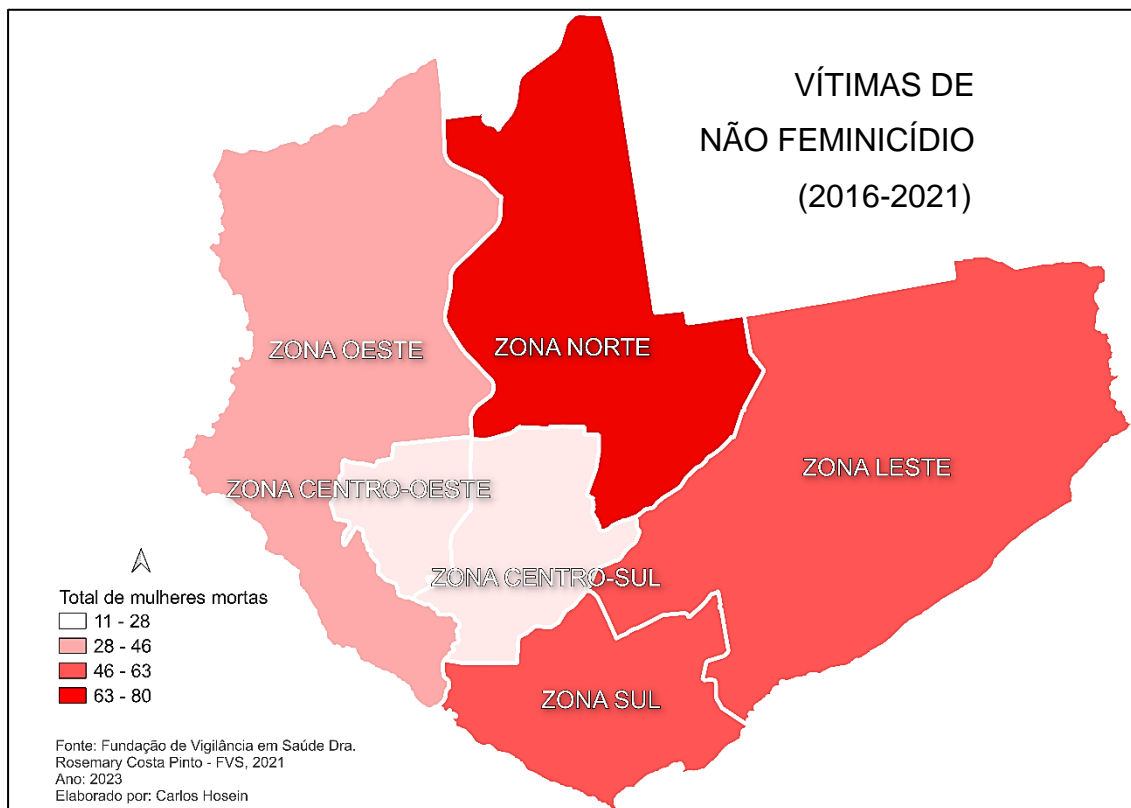 VÍTIMAS DE
NÃO FEMINICÍDIO
(2016-2021)
ZONA OESTE
ZONA NORTE
ZONA LESTE
ZONA CENTRO-OESTE
ZONA CENTRO-SUL
ZONA SUL
Total de mulheres mortas
11 - 28
28 - 46
46 - 63
63 - 80
Fonte: Fundação de Vigilância em Saúde Dra.
Rosemary Costa Pinto - FVS, 2021
Ano: 2023
Elaborado por: Carlos Hosein